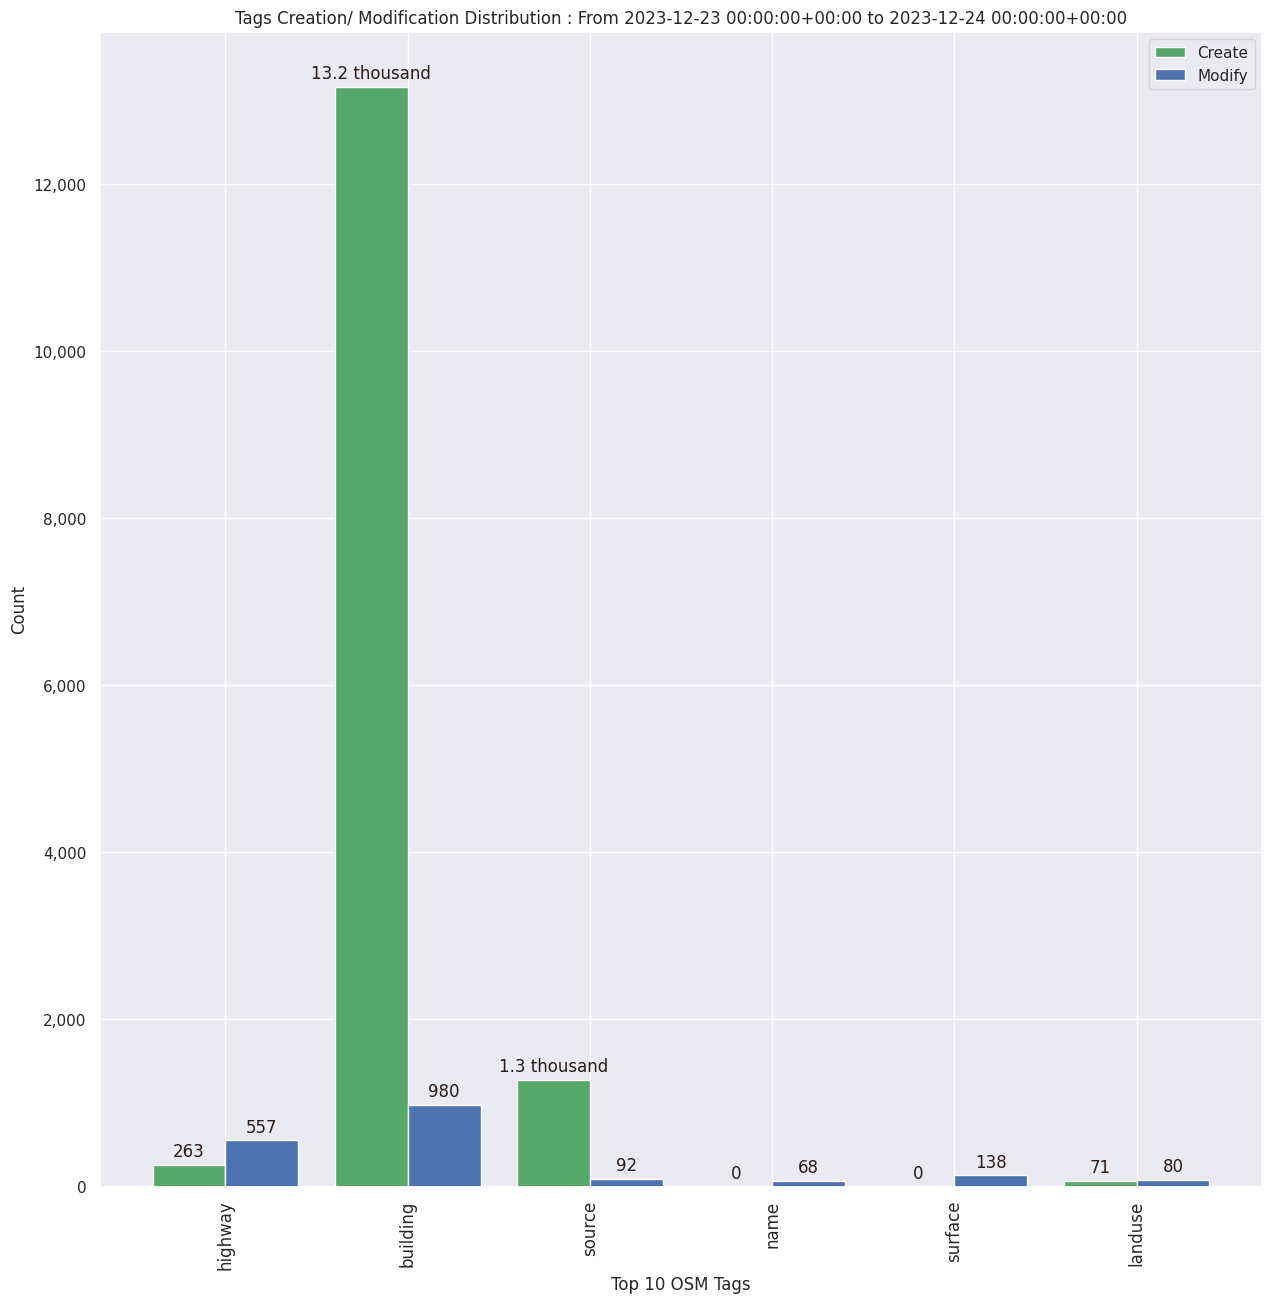 Tags Creation/ Modification Distribution : From 2023-12-23 00:00:00+00:00 to 2023-12-24 00:00:00+00:00
Create
Modify
13.2 thousand
12,000
10,000
8,000
6,000
4,000
2,000
0
Count
263
557
980
1.3 thousand
92
0
68
0
138
71
80
highway
building
source
name
surface
landuse
Top 10 OSM Tags